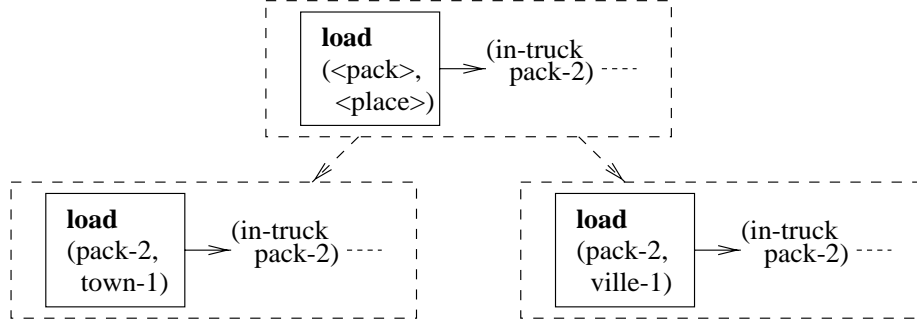 load
(<pack>,
<place>)
(in-truck
pack-2)
load
(pack-2,
town-1)
(in-truck
pack-2)
load
(pack-2,
ville-1)
(in-truck
pack-2)